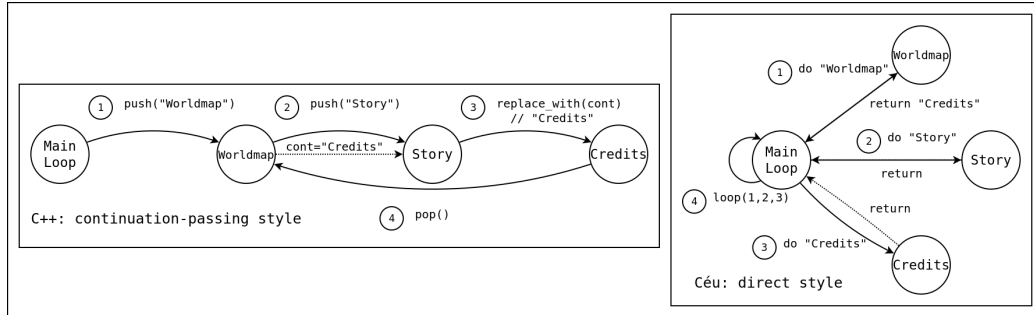 1 push("Worldmap")
2 push("Story")
3 replace_with(cont)
// "Credits"
Main
Loop
Worldmap
cont="Credits"
Story
Credits
4 pop()
C++: continuation-passing style
Worldmap
1 do "Worldmap"
return "Credits"
2 do "Story"
Main
Loop
Story
return
4 loop(1,2,3)
return
3 do "Credits"
Credits
Céu: direct style